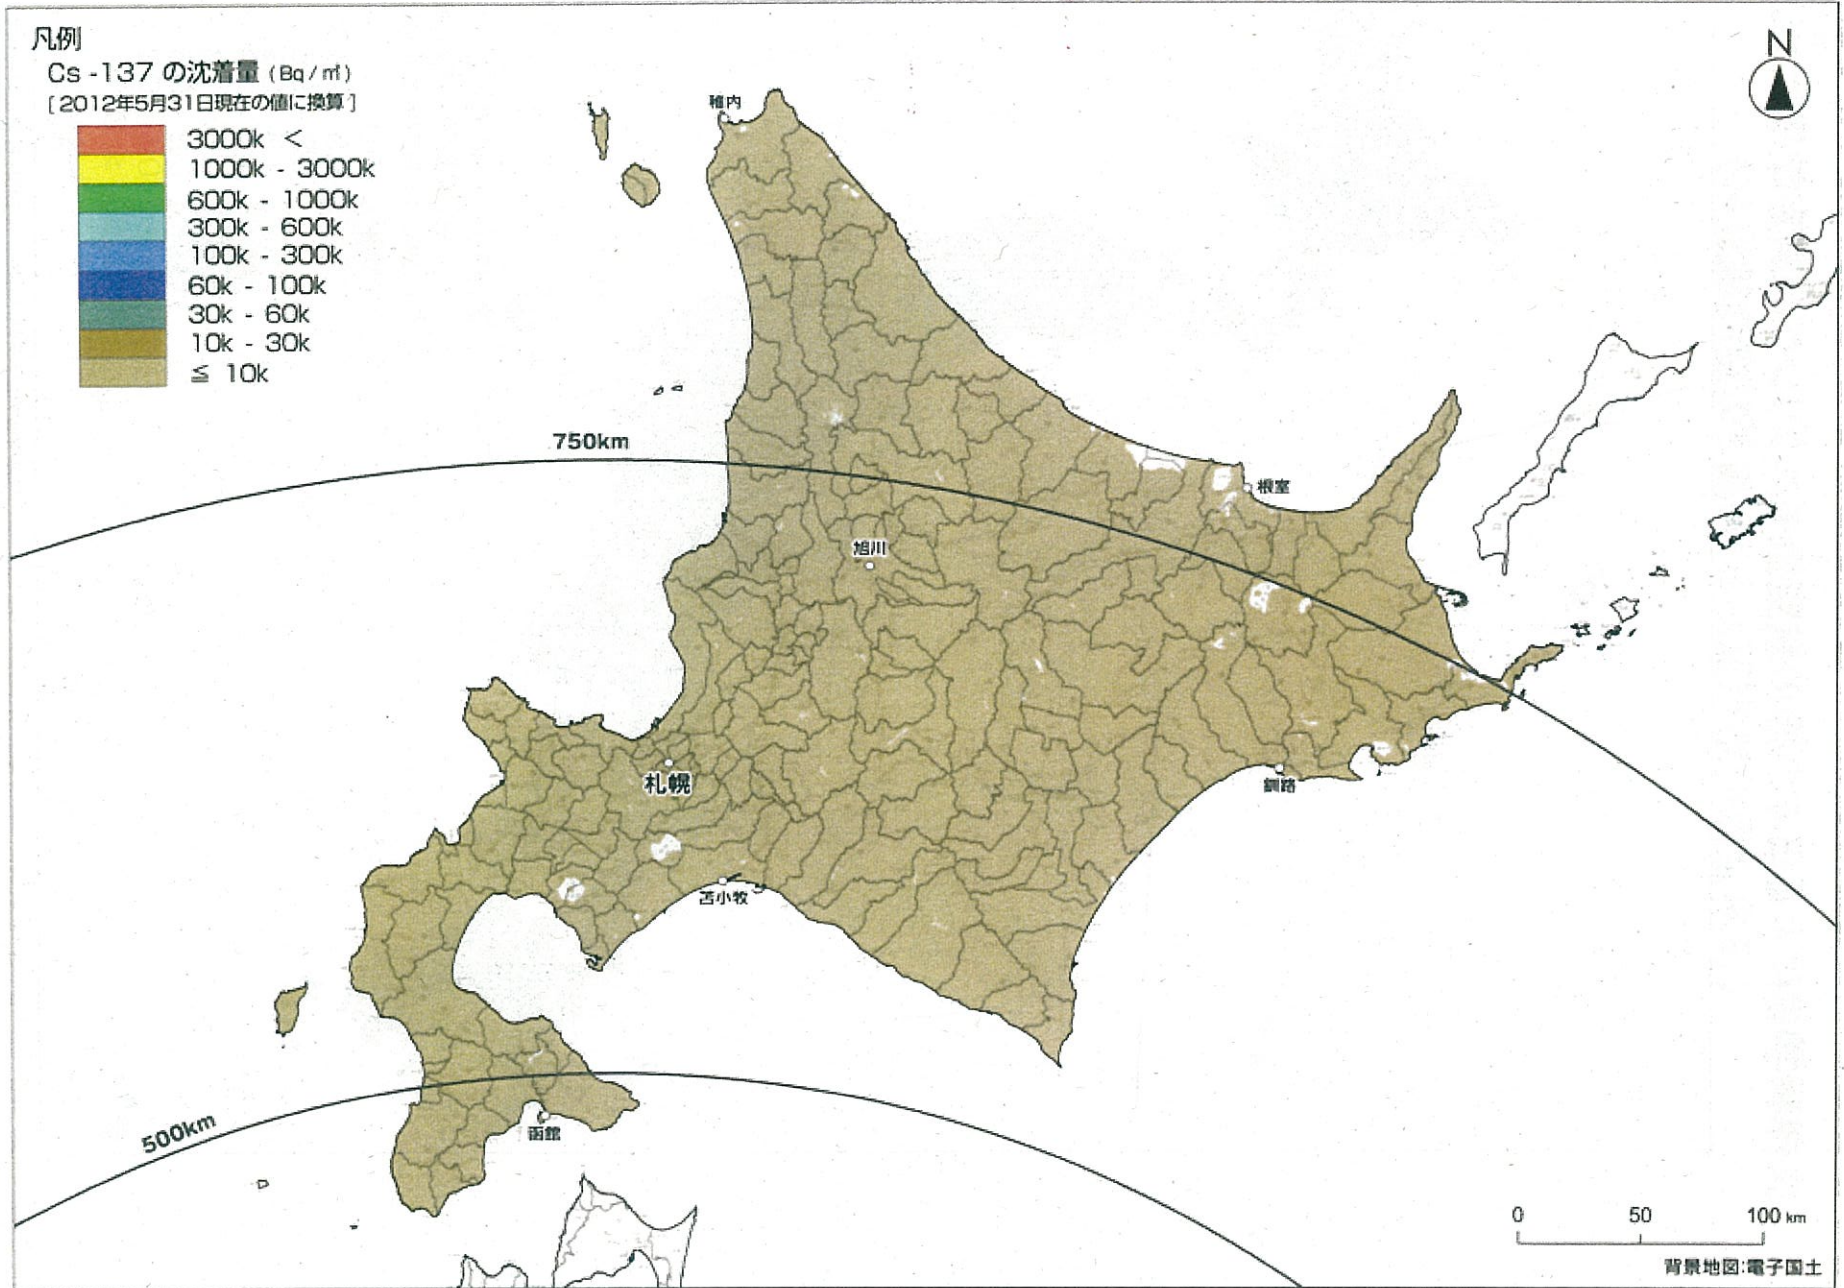 凡例
Cs -137 の沈着量 (Bq/㎡)
[ 2012年5月31日現在の値に換算 ]
3000k <
1000k - 3000k
600k - 1000k
300k - 600k
100k - 300k
60k - 100k
30k - 60k
10k - 30k
≦ 10k
N
稚内
750km
根室
旭川
札幌
釧路
苫小牧
500km
函館
0 50 100 km
背景地図:電子国土